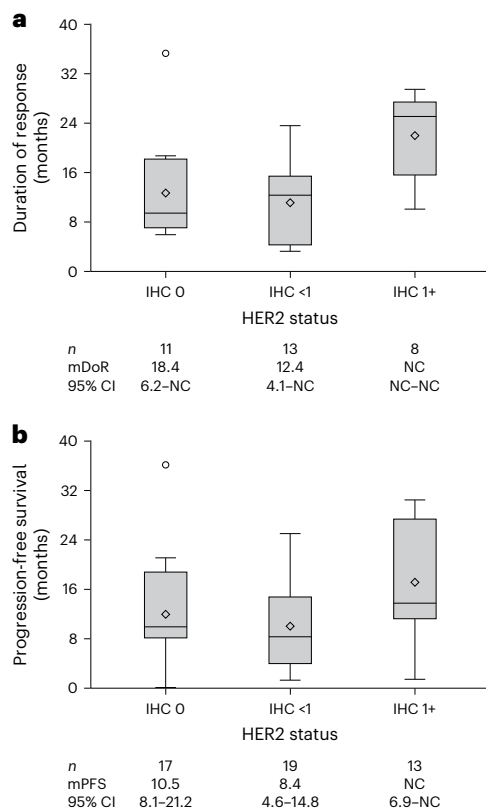 a
Duration of response
(months)
40
32
24
16
8
0
IHC 0 IHC <1 IHC 1+
HER2 status
n 11 13 8
mDoR 18.4 12.4 NC
95% CI 6.2–NC 4.1–NC NC–NC
b
Progression-free survival
(months)
40
32
24
16
8
0
IHC 0 IHC <1 IHC 1+
HER2 status
n 17 19 13
mPFS 10.5 8.4 NC
95% CI 8.1–21.2 4.6–14.8 6.9–NC